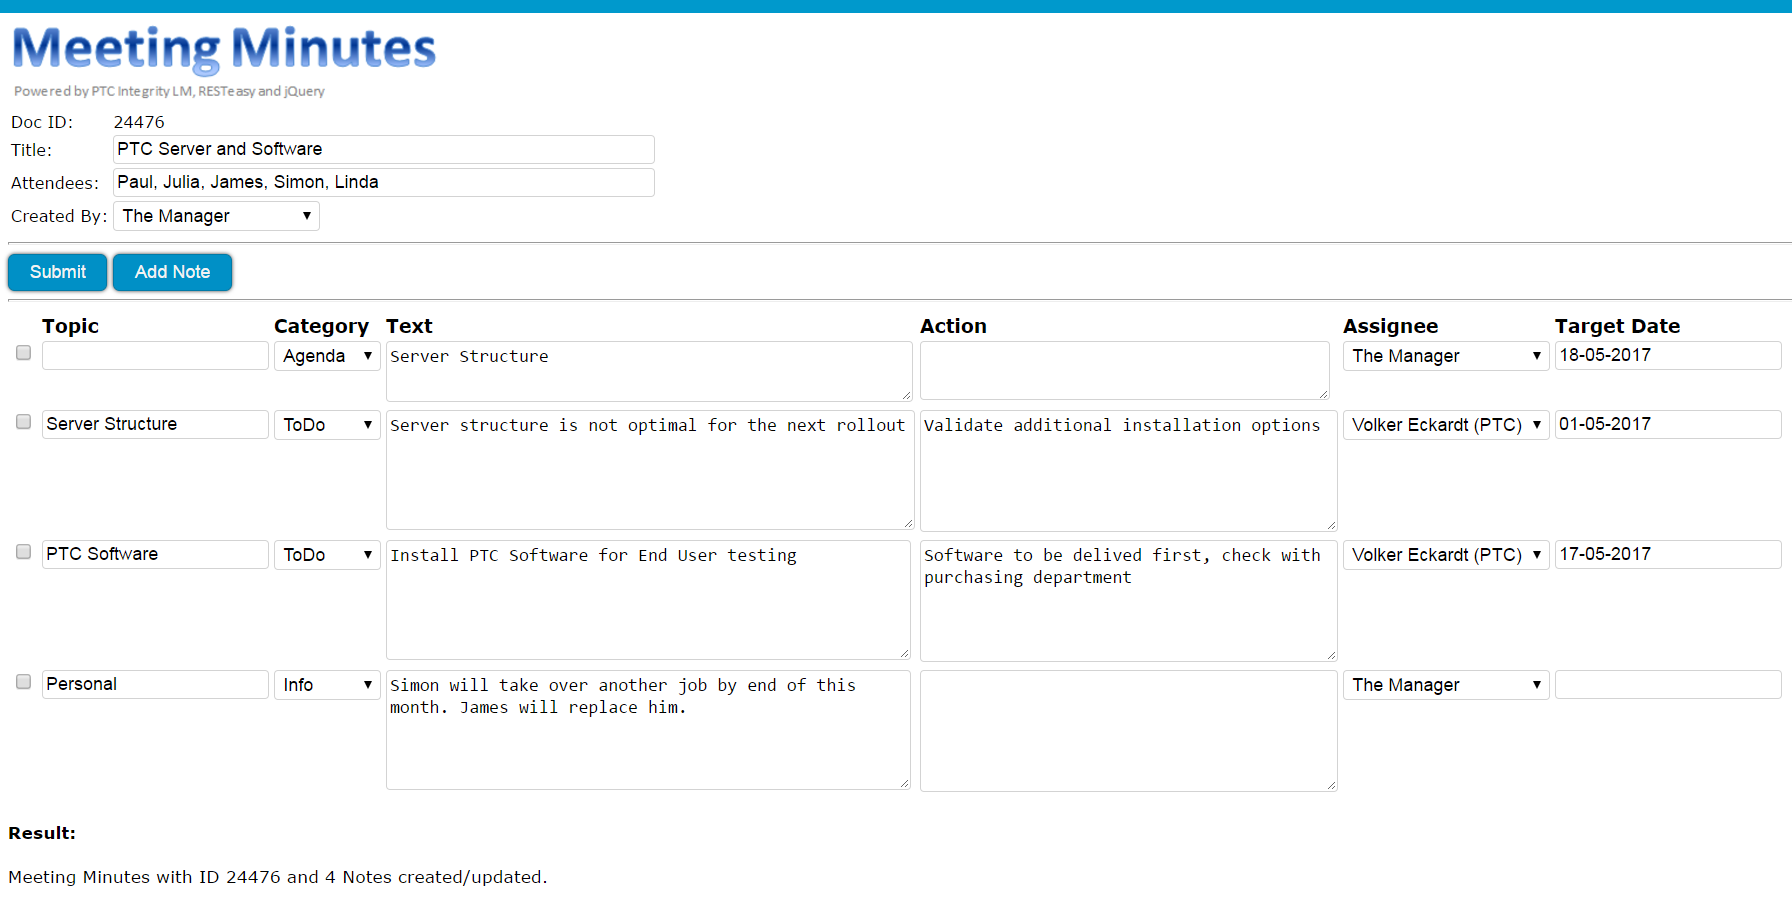 Meeting Minutes
Powered by PTC Integrity LM, RESTeasy and jQuery
Doc ID: 24476
Title: PTC Server and Software
Attendees: Paul, Julia, James, Simon, Linda
Created By: The Manager
Submit Add Note
Topic Category Text Action Assignee Target Date
Agenda Server Structure The Manager 18-05-2017
Server Structure ToDo Server structure is not optimal for the next rollout Validate additional installation options Volker Eckardt (PTC) 01-05-2017
PTC Software ToDo Install PTC Software for End User testing Software to be delived first, check with Volker Eckardt (PTC) 17-05-2017
purchasing department
Personal Info Simon will take over another job by end of this The Manager
month. James will replace him.
Result:
Meeting Minutes with ID 24476 and 4 Notes created/updated.